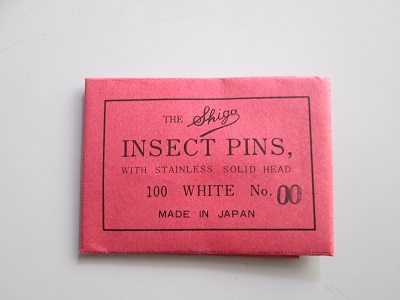 THE Shiga
INSECT PINS,
WITH STAINLESS SOLID HEAD
100 WHITE No. 00
MADE IN JAPAN